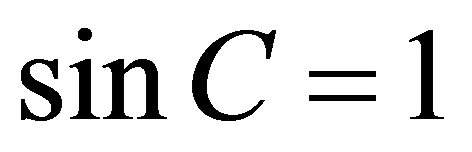 sin C = 1